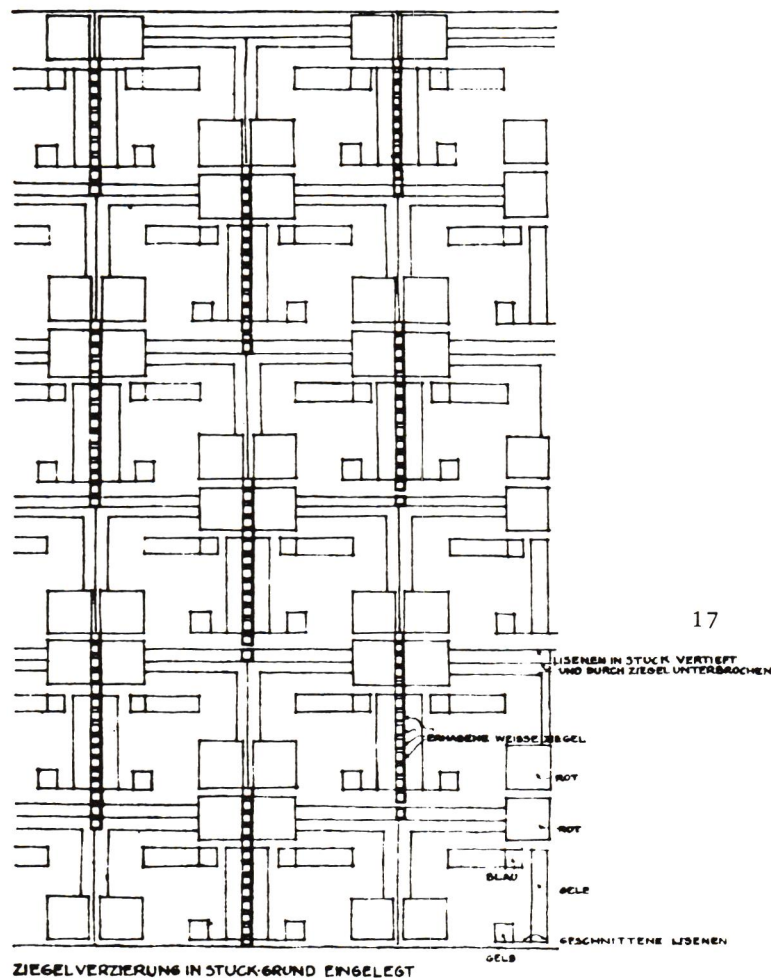 17
LISENEN IN STUCK VERTIEFT
UND DURCH ZIEGEL UNTERBROCHEN
ERHABENE WEISSE ZIEGEL
ROT
ROT
BLAU
GELB
GESCHNITTENE LISENEN
GELB
ZIEGELVERZIERUNG IN STUCK·GRUND EINGELEGT